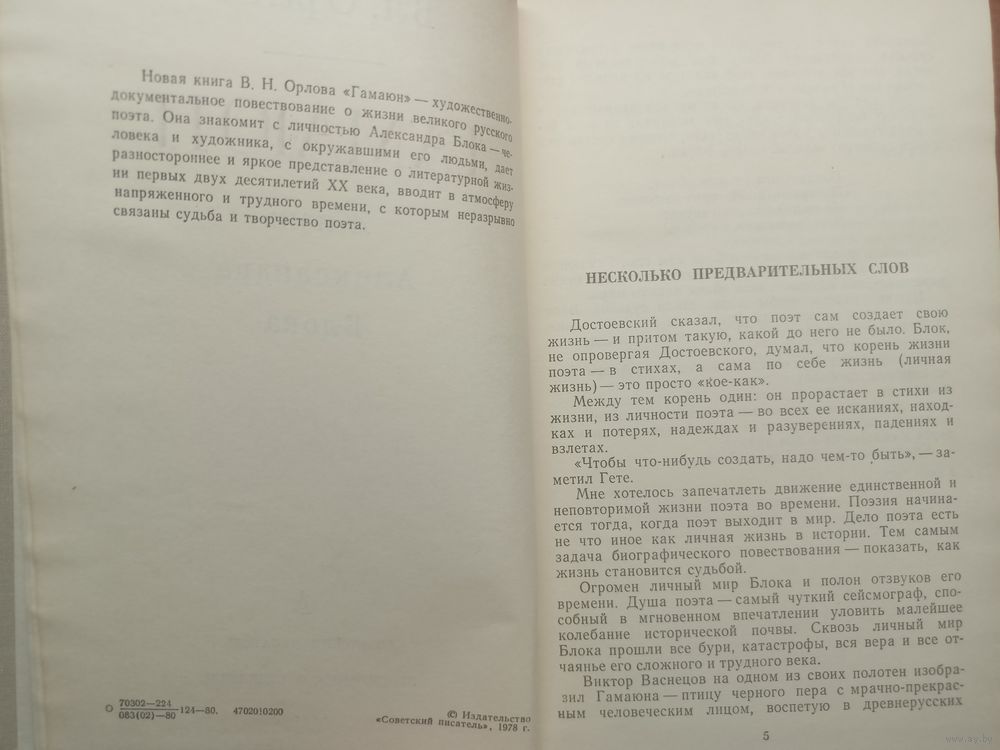 Новая книга В. Н. Орлова «Гамаюн» — художественно-
документальное повествование о жизни великого русского
поэта. Она знакомит с личностью Александра Блока — че-
ловека и художника, с окружавшими его людьми, дает
разностороннее и яркое представление о литературной жиз-
ни первых двух десятилетий XX века, вводит в атмосферу
напряженного и трудного времени, с которым неразрывно
связаны судьба и творчество поэта.
О 70302—224
083(02)—80 124—80. 4702010200
© Издательство
«Советский писатель», 1978 г.
НЕСКОЛЬКО ПРЕДВАРИТЕЛЬНЫХ СЛОВ
Достоевский сказал, что поэт сам создает свою
жизнь — и притом такую, какой до него не было. Блок,
не опровергая Достоевского, думал, что корень жизни
поэта — в стихах, а сама по себе жизнь (личная
жизнь) — это просто «кое-как».
Между тем корень один: он прорастает в стихи из
жизни, из личности поэта — во всех ее исканиях, наход-
ках и потерях, надеждах и разуверениях, падениях и
взлетах.
«Чтобы что-нибудь создать, надо чем-то быть», — за-
метил Гете.
Мне хотелось запечатлеть движение единственной и
неповторимой жизни поэта во времени. Поэзия начина-
ется тогда, когда поэт выходит в мир. Дело поэта есть
не что иное как личная жизнь в истории. Тем самым
задача биографического повествования — показать, как
жизнь становится судьбой.
Огромен личный мир Блока и полон отзвуков его
времени. Душа поэта — самый чуткий сейсмограф, спо-
собный в мгновенном впечатлении уловить малейшее
колебание исторической почвы. Сквозь личный мир
Блока прошли все бури, катастрофы, вся вера и все от-
чаянье его сложного и трудного века.
Виктор Васнецов на одном из своих полотен изобра-
зил Гамаюна — птицу черного пера с мрачно-прекрас-
ным человеческим лицом, воспетую в древнерусских
5
www.ay.by